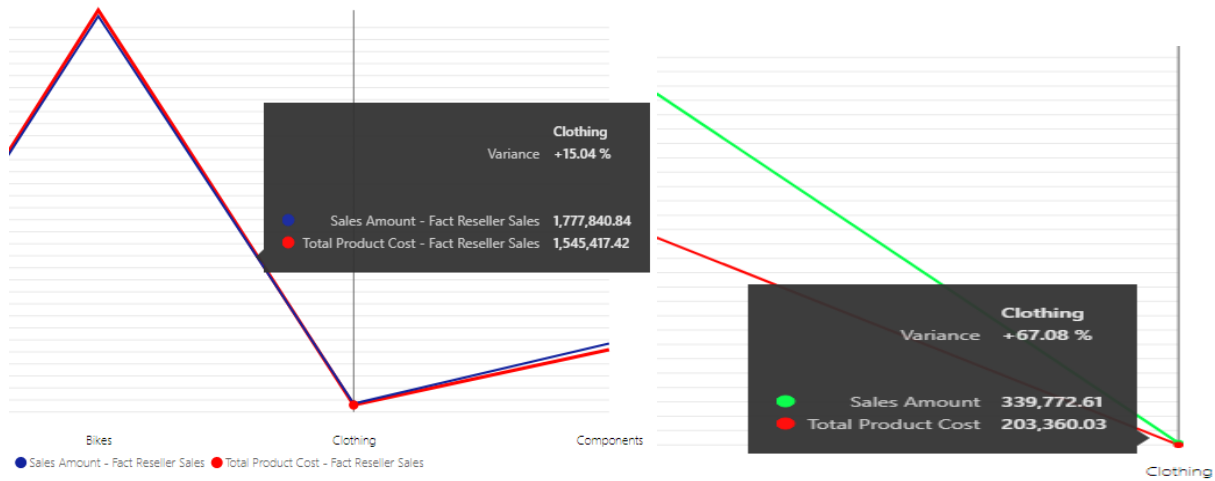 Clothing
Variance +15.04 %
Sales Amount - Fact Reseller Sales 1,777,840.84
Total Product Cost - Fact Reseller Sales 1,545,417.42
Bikes Clothing Components
Sales Amount - Fact Reseller Sales Total Product Cost - Fact Reseller Sales
Clothing
Variance +67.08 %
Sales Amount 339,772.61
Total Product Cost 203,360.03
Clothing